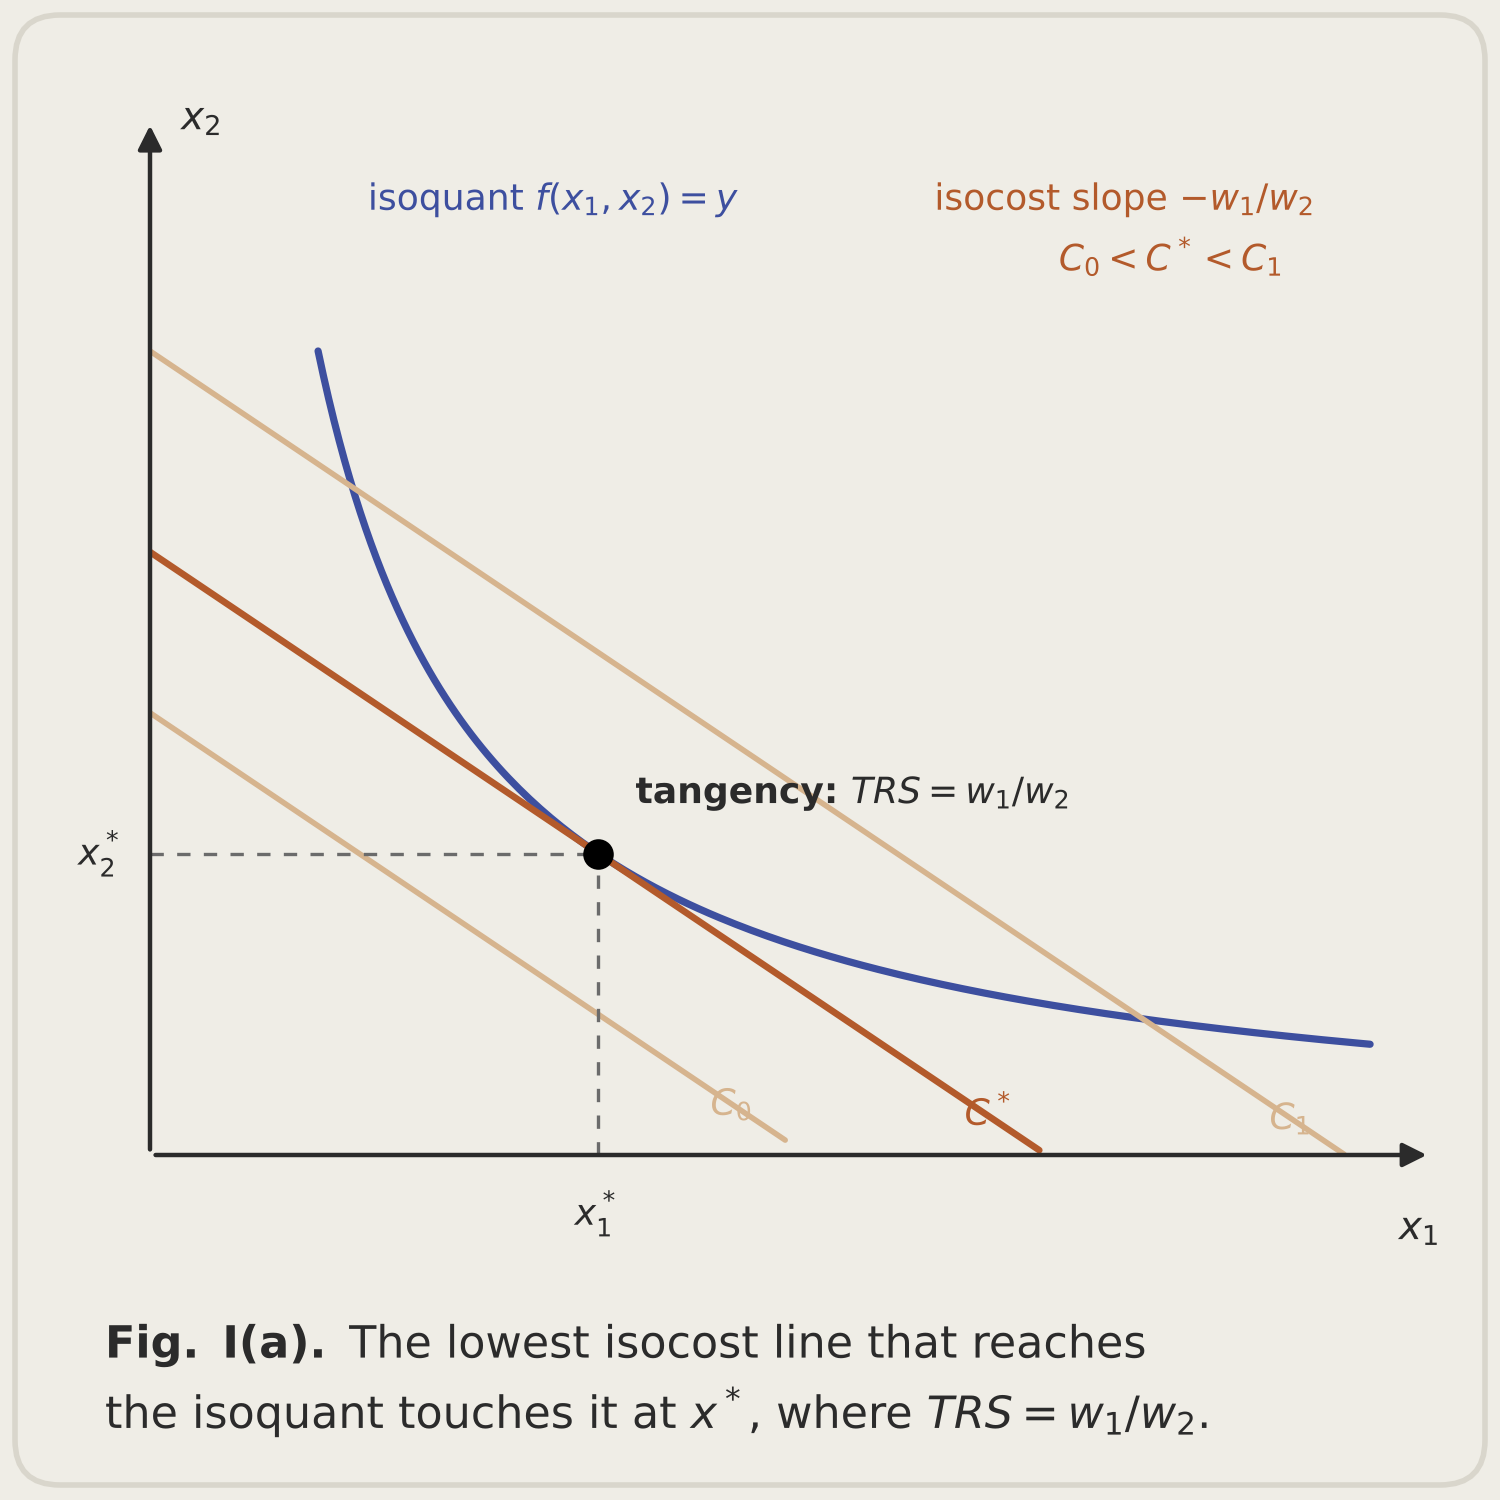 x₂
isoquant f(x₁, x₂) = y
isocost slope −w₁/w₂
C₀ < C* < C₁
tangency: TRS = w₁/w₂
x₂*
C₀
C*
C₁
x₁*
x₁
Fig. I(a). The lowest isocost line that reaches
the isoquant touches it at x*, where TRS = w₁/w₂.